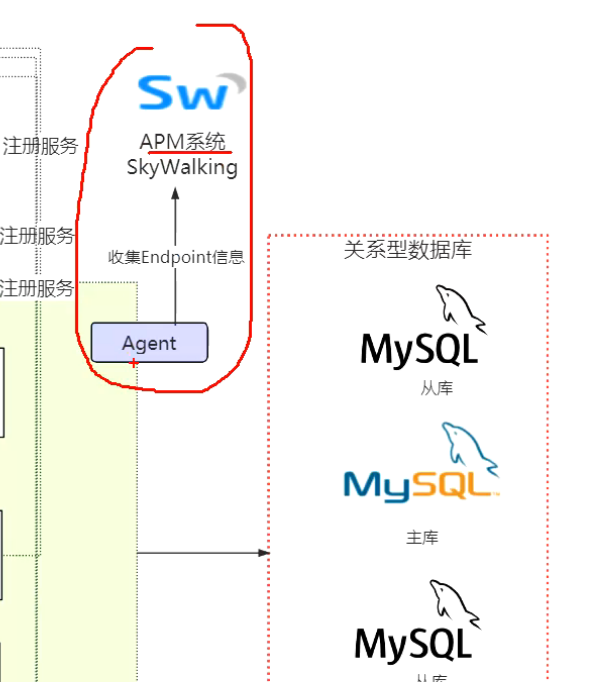 Sw
注册服务
APM系统
SkyWalking
注册服务
收集Endpoint信息
注册服务
Agent
关系型数据库
MySQL
从库
MySQL
主库
MySQL
从库